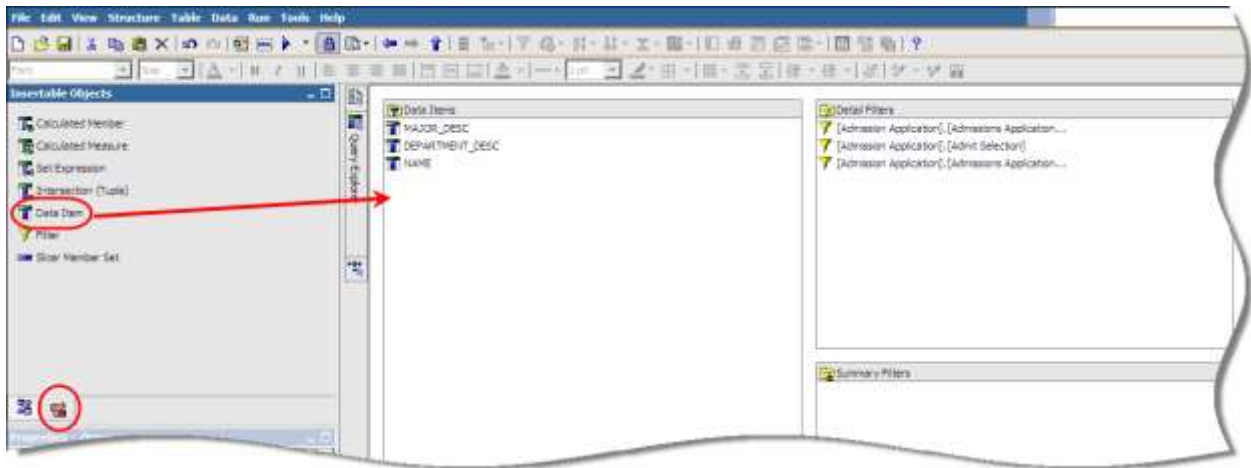 File Edit View Structure Table Data Run Tools Help
Font
Size
Insertable Objects
Calculated Member
Calculated Measure
Set Expression
Intersection (Tuple)
Data Item
Filter
Slicer Member Set
Query Explorer
Data Items
MAJOR_DESC
DEPARTMENT_DESC
NAME
Detail Filters
[Admission Application].[Admissions Application...
[Admission Application].[Admit Selection]
[Admission Application].[Admissions Application...
Summary Filters